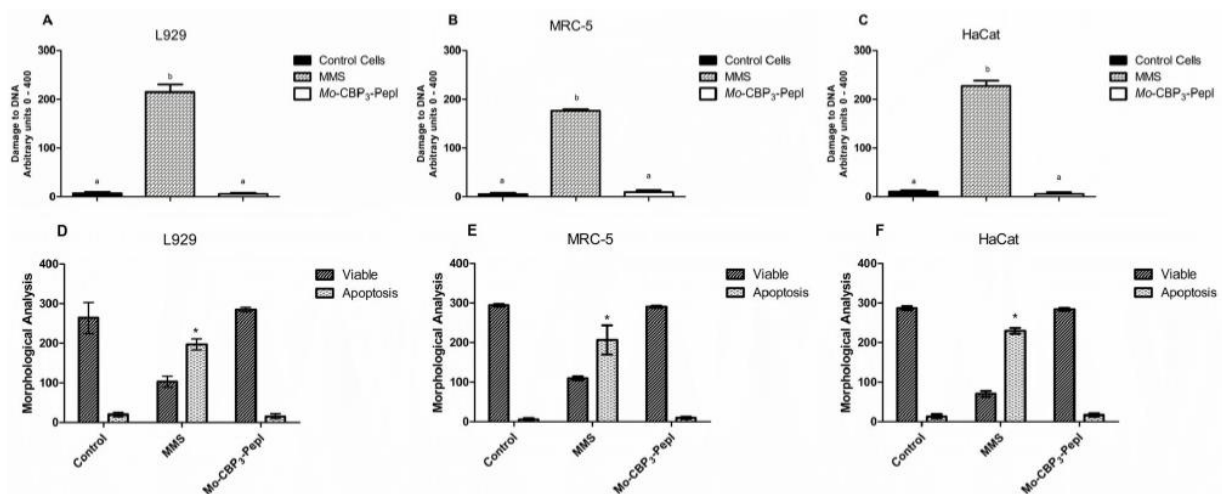 A
L929
Damage to DNA
Arbitrary units 0 - 400
300
200
100
0
a
b
a
Control Cells
MMS
Mo-CBP3-PepI
B
MRC-5
Damage to DNA
Arbitrary units 0 - 400
300
200
100
0
a
b
a
Control Cells
MMS
Mo-CBP3-PepI
C
HaCat
Damage to DNA
Arbitrary units 0 - 400
300
200
100
0
a
b
a
Control Cells
MMS
Mo-CBP3-PepI
D
L929
Morphological Analysis
400
300
200
100
0
*
Viable
Apoptosis
Control
MMS
Mo-CBP3-PepI
E
MRC-5
Morphological Analysis
400
300
200
100
0
*
Viable
Apoptosis
Control
MMS
Mo-CBP3-PepI
F
HaCat
Morphological Analysis
400
300
200
100
0
*
Viable
Apoptosis
Control
MMS
Mo-CBP3-PepI